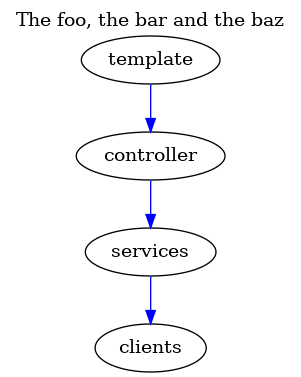 The foo, the bar and the baz
template
controller
services
clients